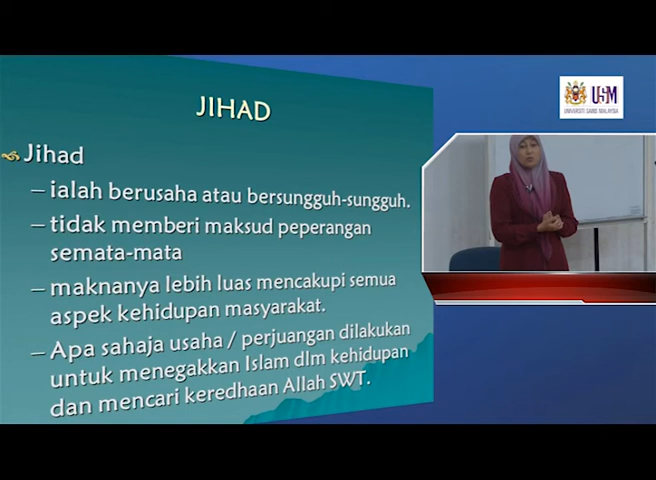 JIHAD
Jihad
– ialah berusaha atau bersungguh-sungguh.
– tidak memberi maksud peperangan
semata-mata
– maknanya lebih luas mencakupi semua
aspek kehidupan masyarakat.
– Apa sahaja usaha / perjuangan dilakukan
untuk menegakkan Islam dlm kehidupan
dan mencari keredhaan Allah SWT.
USM
UNIVERSITI SAINS MALAYSIA